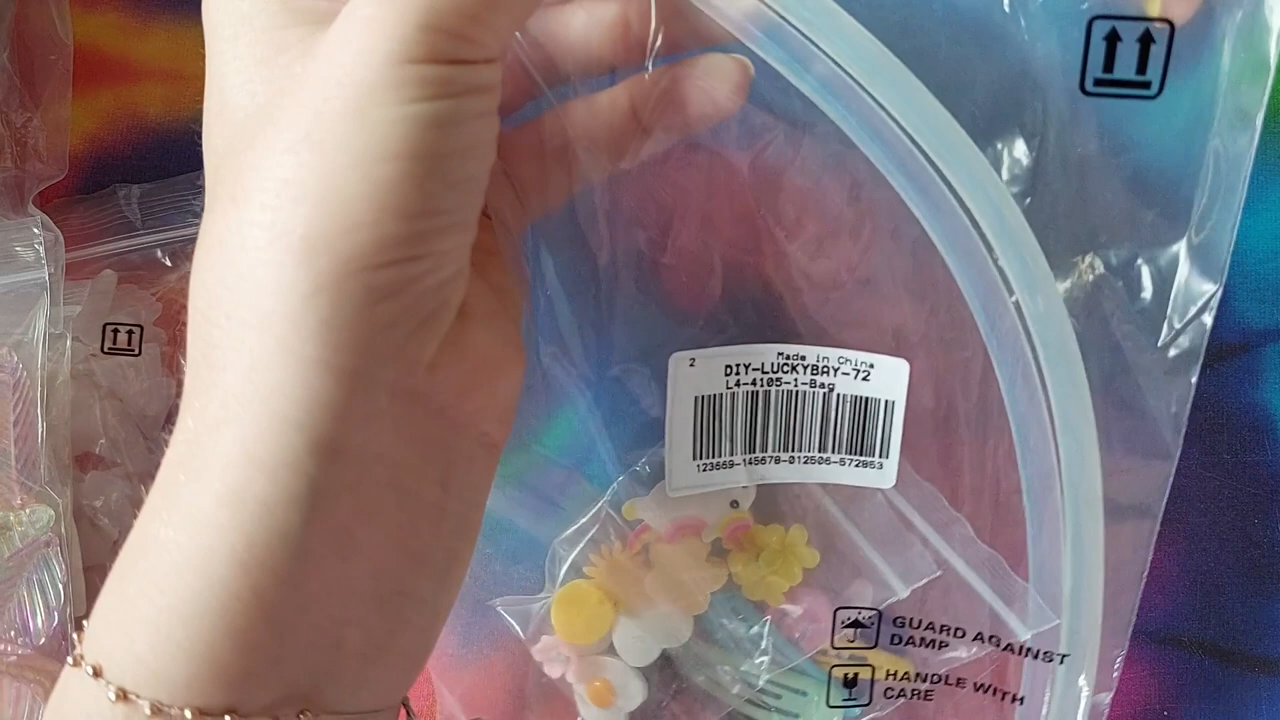 2
Made in China
DIY-LUCKYBAY-72
L4-4105-1-Bag
123669-145678-012506-572853
GUARD AGAINST
DAMP
HANDLE WITH
CARE